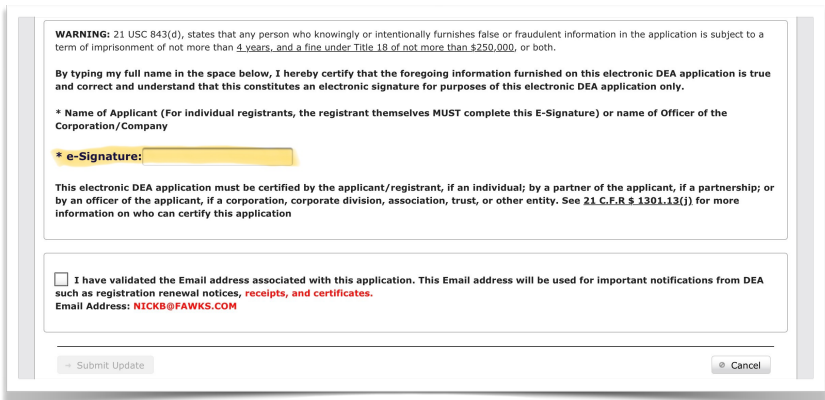 WARNING: 21 USC 843(d), states that any person who knowingly or intentionally furnishes false or fraudulent information in the application is subject to a
term of imprisonment of not more than 4 years, and a fine under Title 18 of not more than $250,000, or both.
By typing my full name in the space below, I hereby certify that the foregoing information furnished on this electronic DEA application is true
and correct and understand that this constitutes an electronic signature for purposes of this electronic DEA application only.
* Name of Applicant (For individual registrants, the registrant themselves MUST complete this E-Signature) or name of Officer of the
Corporation/Company
* e-Signature:
This electronic DEA application must be certified by the applicant/registrant, if an individual; by a partner of the applicant, if a partnership; or
by an officer of the applicant, if a corporation, corporate division, association, trust, or other entity. See 21 C.F.R $ 1301.13(j) for more
information on who can certify this application
I have validated the Email address associated with this application. This Email address will be used for important notifications from DEA
such as registration renewal notices, receipts, and certificates.
Email Address: NICKB@FAWKS.COM
→ Submit Update
Cancel